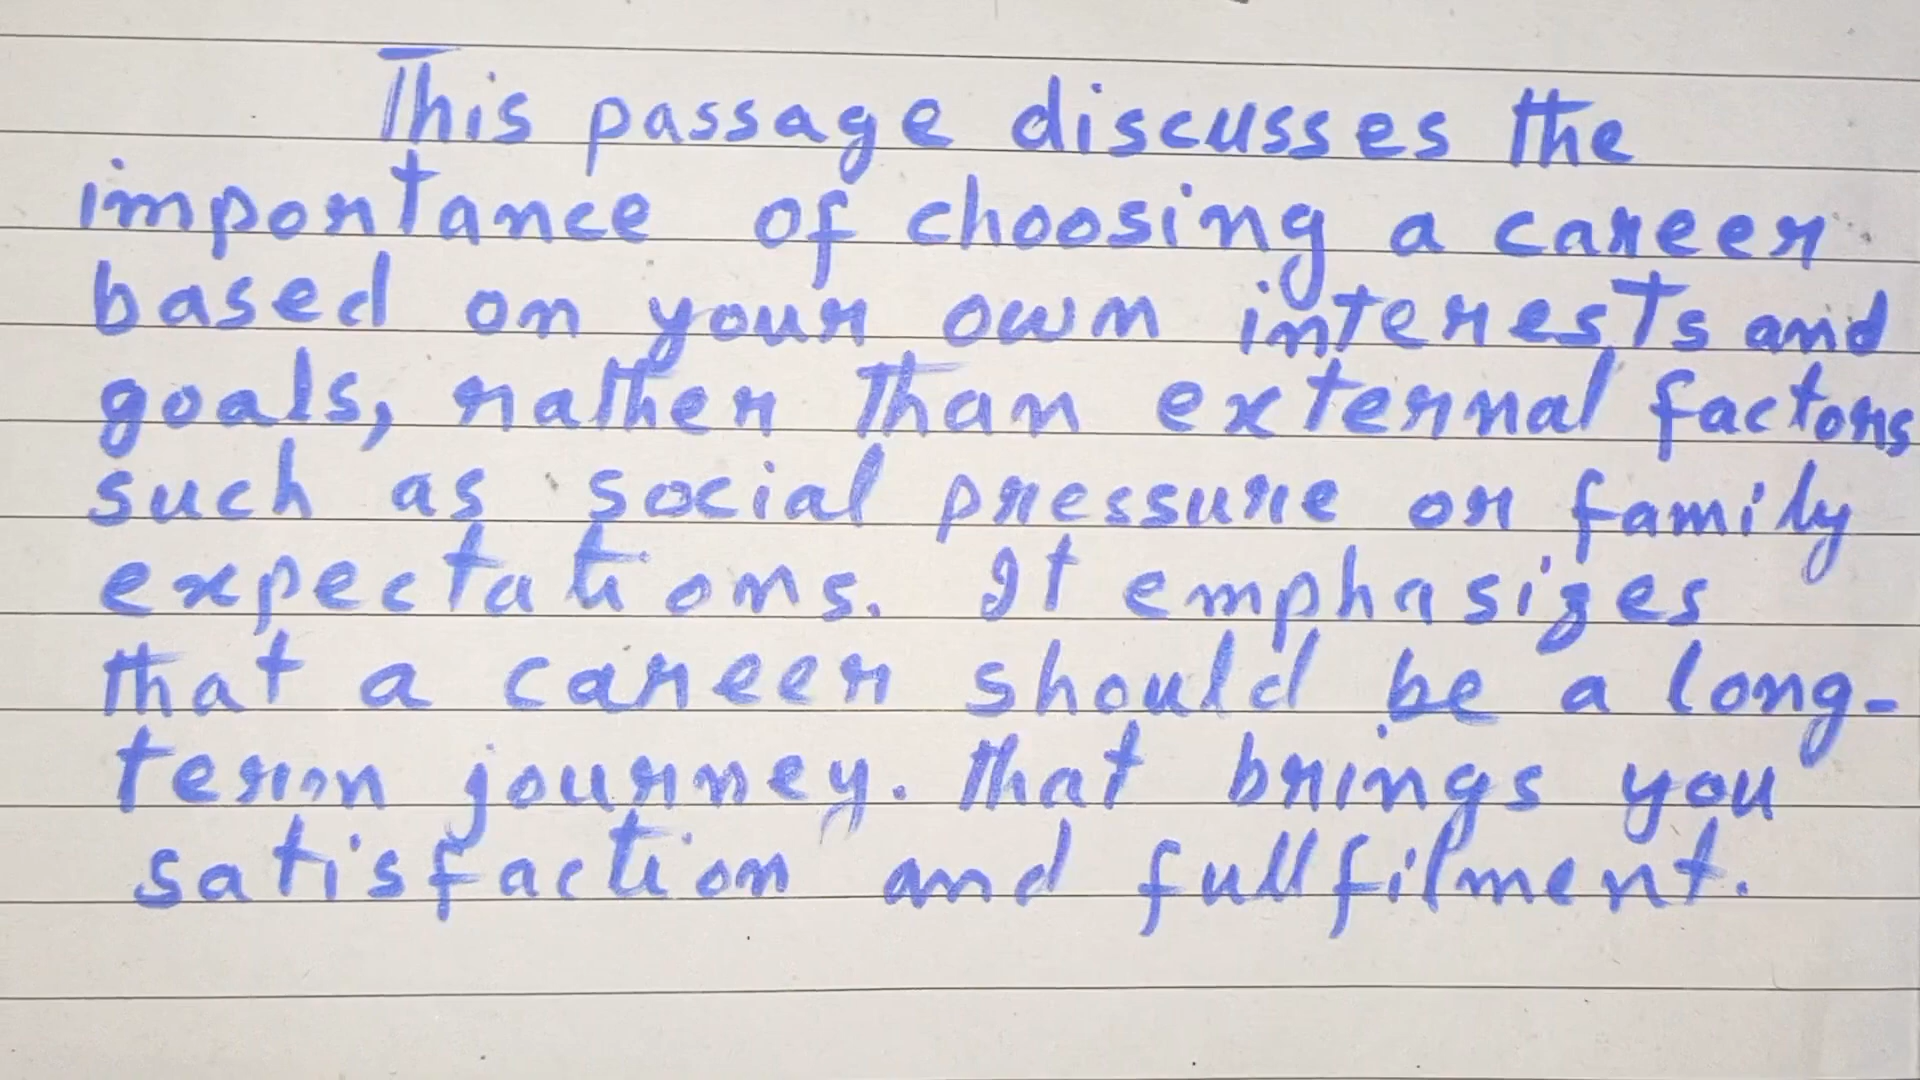 This passage discusses the
importance of choosing a career
based on your own interests and
goals, rather than external factors
such as social pressure or family
expectations. It emphasizes
that a career should be a long-
term journey. that brings you
satisfaction and fullfilment.